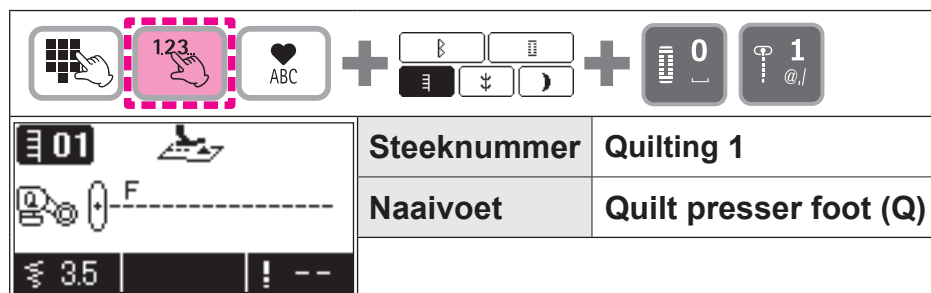 1.2.3...
ABC
0
1
@,/
01
Steeknummer Quilting 1
Q
F
Naaivoet Quilt presser foot (Q)
3.5 ! --